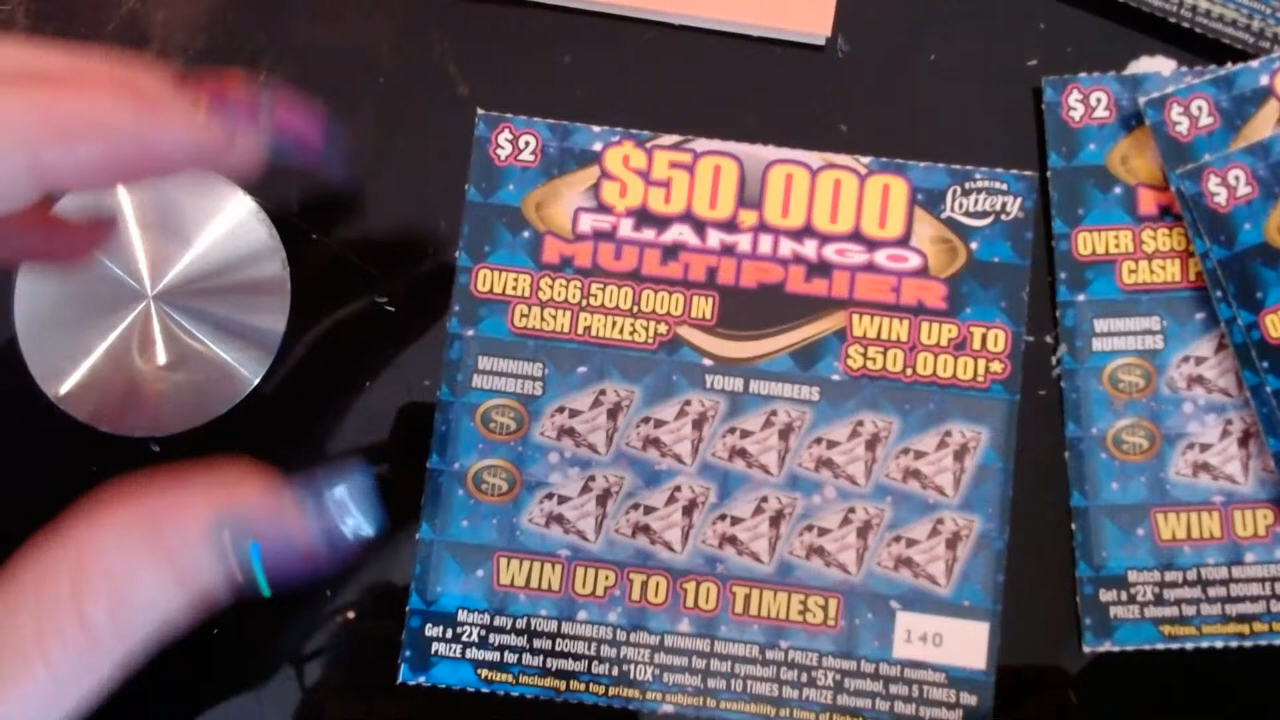 $2
$50,000
FLAMINGO
MULTIPLIER
FLORIDA
Lottery
OVER $66,500,000 IN
CASH PRIZES!*
WIN UP TO
$50,000!*
WINNING
NUMBERS
YOUR NUMBERS
$
$
WIN UP TO 10 TIMES!
140
Match any of YOUR NUMBERS to either WINNING NUMBER, win PRIZE shown for that number.
Get a "2X" symbol, win DOUBLE the PRIZE shown for that symbol! Get a "5X" symbol, win 5 TIMES the
PRIZE shown for that symbol! Get a "10X" symbol, win 10 TIMES the PRIZE shown for that symbol!
*Prizes, including the top prizes, are subject to availability at time of ticket
$2
$2
$2
OVER $66
CASH P
WINNING
NUMBERS
$
$
WIN UP
Match any of YOUR NUMBERS
Get a "2X" symbol, win DOUBLE
PRIZE shown for that symbol!
*Prizes, including the